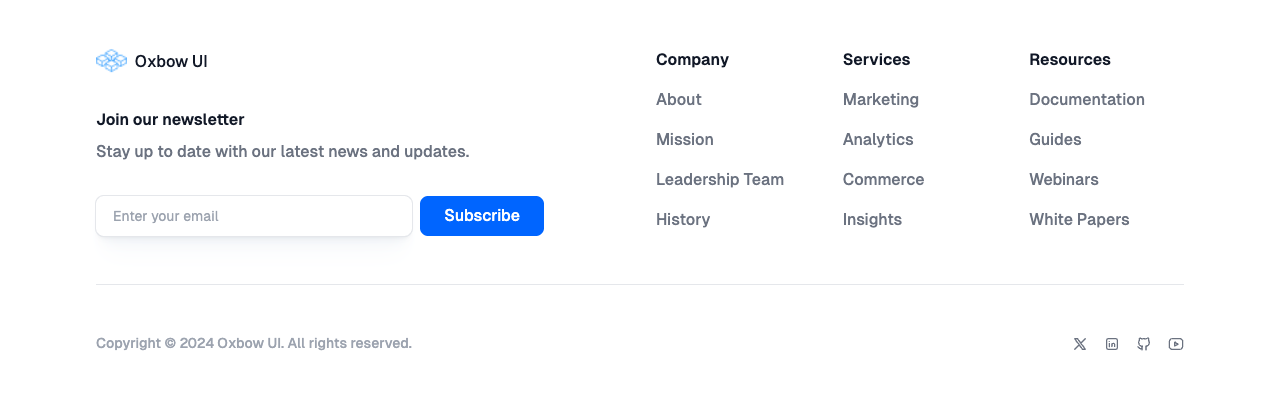 Oxbow UI
Join our newsletter
Stay up to date with our latest news and updates.
Enter your email
Subscribe
Company
About
Mission
Leadership Team
History
Services
Marketing
Analytics
Commerce
Insights
Resources
Documentation
Guides
Webinars
White Papers
Copyright © 2024 Oxbow UI. All rights reserved.